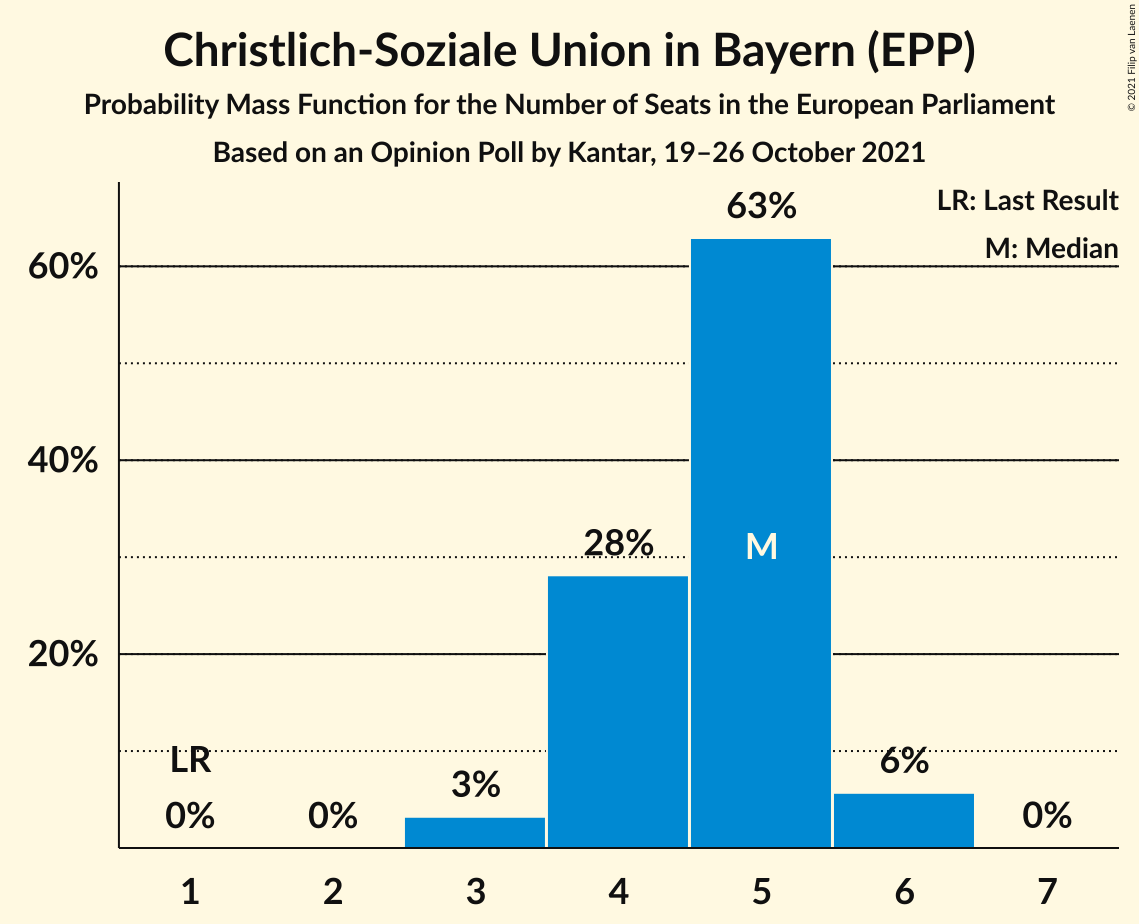 Christlich-Soziale Union in Bayern (EPP)
Probability Mass Function for the Number of Seats in the European Parliament
Based on an Opinion Poll by Kantar, 19–26 October 2021
© 2021 Filip van Laenen
LR: Last Result
M: Median
63%
60%
40%
28%
M
20%
LR
6%
3%
0%
0%
0%
1 2 3 4 5 6 7